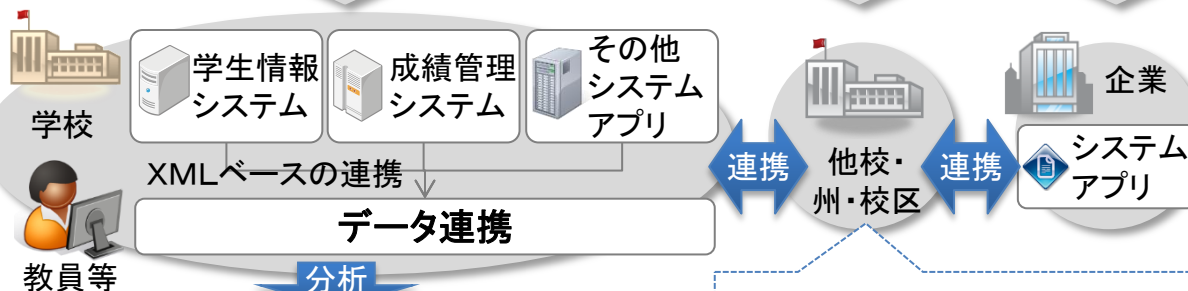 学校
学生情報
システム
成績管理
システム
その他
システム
アプリ
XMLベースの連携
データ連携
教員等
分析
連携
他校・
州・校区
連携
企業
システム
アプリ